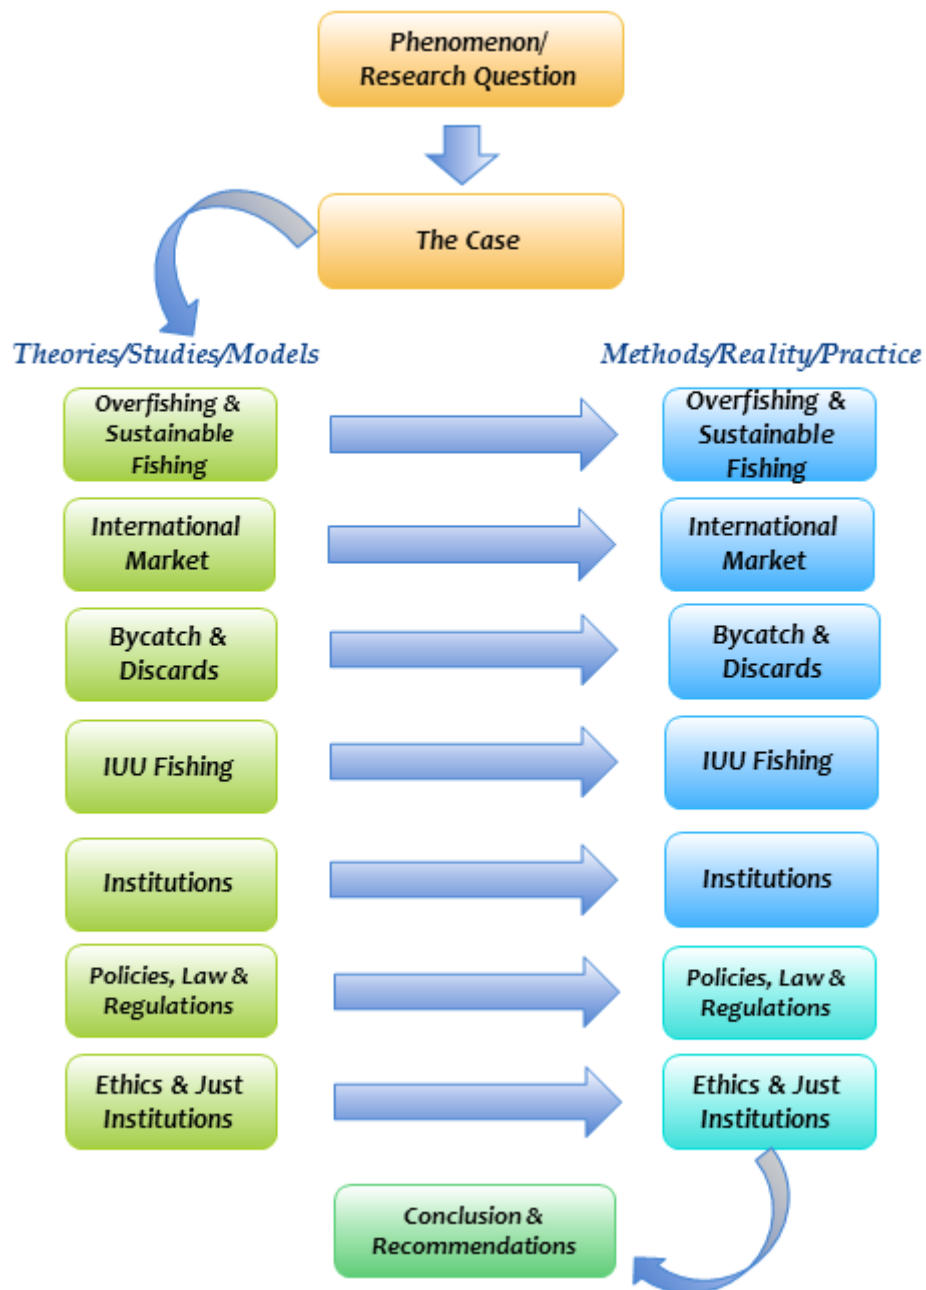 Phenomenon/
Research Question
The Case
Theories/Studies/Models
Methods/Reality/Practice
Overfishing &
Sustainable
Fishing
Overfishing &
Sustainable
Fishing
International
Market
International
Market
Bycatch &
Discards
Bycatch &
Discards
IUU Fishing
IUU Fishing
Institutions
Institutions
Policies, Law &
Regulations
Policies, Law &
Regulations
Ethics & Just
Institutions
Ethics & Just
Institutions
Conclusion &
Recommendations